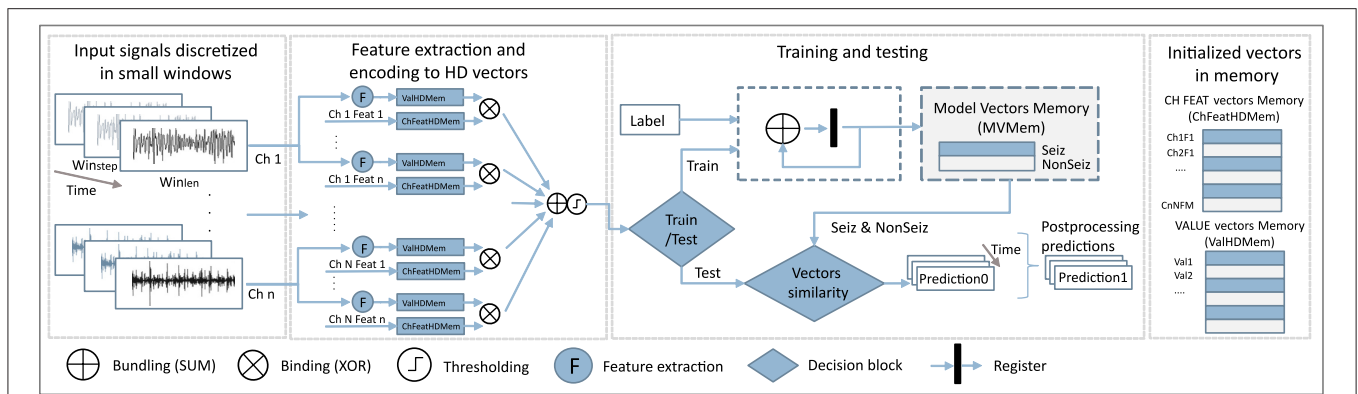 Input signals discretized
in small windows
Winstep
Time
Winlen
Ch 1
Ch n
Feature extraction and
encoding to HD vectors
F
ValHDMem
Ch 1 Feat 1
ChFeatHDMem
F
ValHDMem
Ch 1 Feat n
ChFeatHDMem
F
ValHDMem
Ch N Feat 1
ChFeatHDMem
F
ValHDMem
Ch N Feat n
ChFeatHDMem
Training and testing
Label
Train
Train
/Test
Test
Model Vectors Memory
(MVMem)
Seiz
NonSeiz
Seiz & NonSeiz
Vectors
similarity
Time
Prediction0
Postprocessing
predictions
Prediction1
Initialized vectors
in memory
CH FEAT vectors Memory
(ChFeatHDMem)
Ch1F1
Ch2F1
....
CnNFM
VALUE vectors Memory
(ValHDMem)
Val1
Val2
....
Bundling (SUM)
Binding (XOR)
Thresholding
F
Feature extraction
Decision block
Register